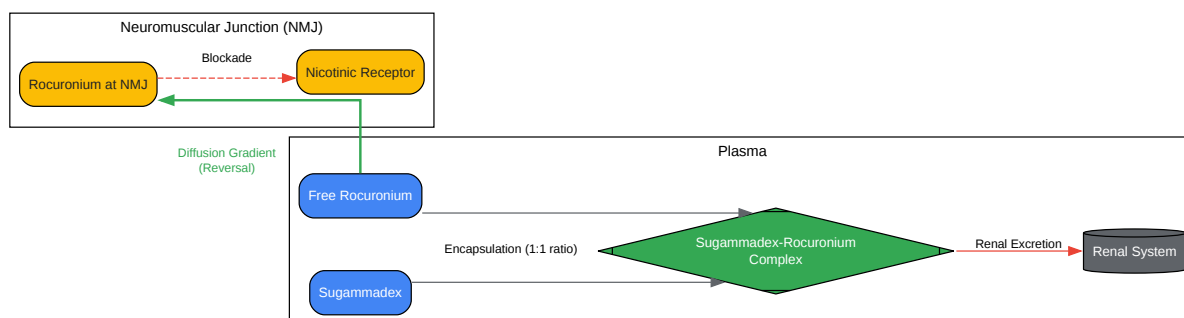 Neuromuscular Junction (NMJ)
Blockade
Rocuronium at NMJ
Nicotinic Receptor
Diffusion Gradient
(Reversal)
Plasma
Free Rocuronium
Encapsulation (1:1 ratio)
Sugammadex-Rocuronium
Complex
Renal Excretion
Renal System
Sugammadex